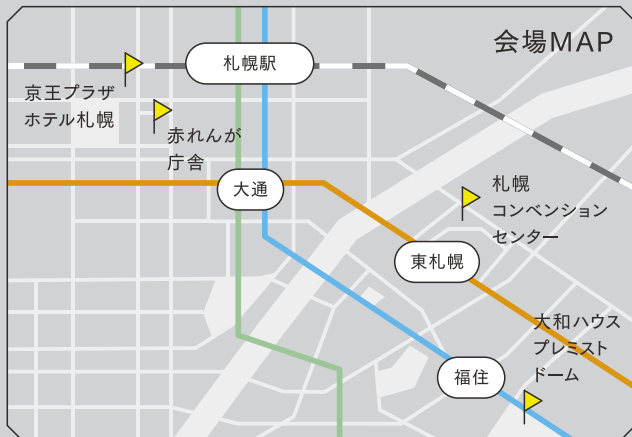 会場MAP
札幌駅
京王プラザ
ホテル札幌
赤れんが
庁舎
大通
札幌
コンベンション
センター
東札幌
大和ハウス
プレミスト
ドーム
福住